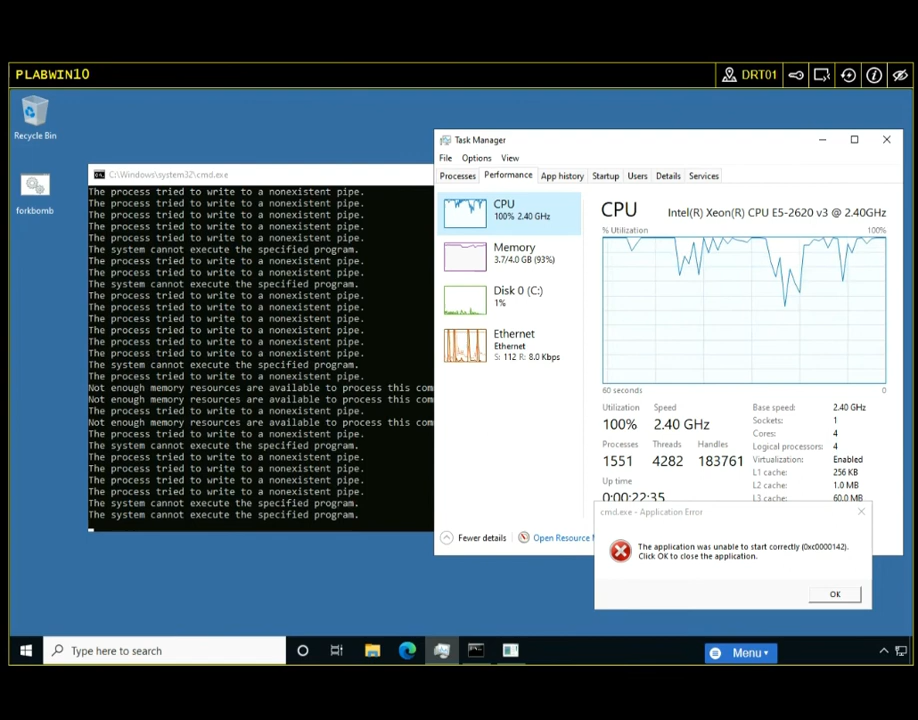 PLABWIN10
DRT01
Recycle Bin
forkbomb
C:\Windows\system32\cmd.exe
The process tried to write to a nonexistent pipe.
The process tried to write to a nonexistent pipe.
The process tried to write to a nonexistent pipe.
The process tried to write to a nonexistent pipe.
The process tried to write to a nonexistent pipe.
The system cannot execute the specified program.
The process tried to write to a nonexistent pipe.
The process tried to write to a nonexistent pipe.
The system cannot execute the specified program.
The process tried to write to a nonexistent pipe.
The process tried to write to a nonexistent pipe.
The process tried to write to a nonexistent pipe.
The process tried to write to a nonexistent pipe.
The process tried to write to a nonexistent pipe.
The process tried to write to a nonexistent pipe.
The system cannot execute the specified program.
The process tried to write to a nonexistent pipe.
Not enough memory resources are available to process this com
Not enough memory resources are available to process this com
The process tried to write to a nonexistent pipe.
Not enough memory resources are available to process this com
The process tried to write to a nonexistent pipe.
The system cannot execute the specified program.
The process tried to write to a nonexistent pipe.
The process tried to write to a nonexistent pipe.
The process tried to write to a nonexistent pipe.
The process tried to write to a nonexistent pipe.
The system cannot execute the specified program.
The system cannot execute the specified program.
Task Manager
File Options View
Processes Performance App history Startup Users Details Services
CPU
100% 2.40 GHz
Memory
3.7/4.0 GB (93%)
Disk 0 (C:)
1%
Ethernet
Ethernet
S: 112 R: 8.0 Kbps
CPU Intel(R) Xeon(R) CPU E5-2620 v3 @ 2.40GHz
% Utilization 100%
60 seconds 0
Utilization Speed
100% 2.40 GHz
Processes Threads Handles
1551 4282 183761
Up time
0:00:22:35
Base speed: 2.40 GHz
Sockets: 1
Cores: 4
Logical processors: 4
Virtualization: Enabled
L1 cache: 256 KB
L2 cache: 1.0 MB
L3 cache: 60.0 MB
Fewer details Open Resource M
cmd.exe - Application Error
The application was unable to start correctly (0xc0000142).
Click OK to close the application.
OK
Type here to search
Menu